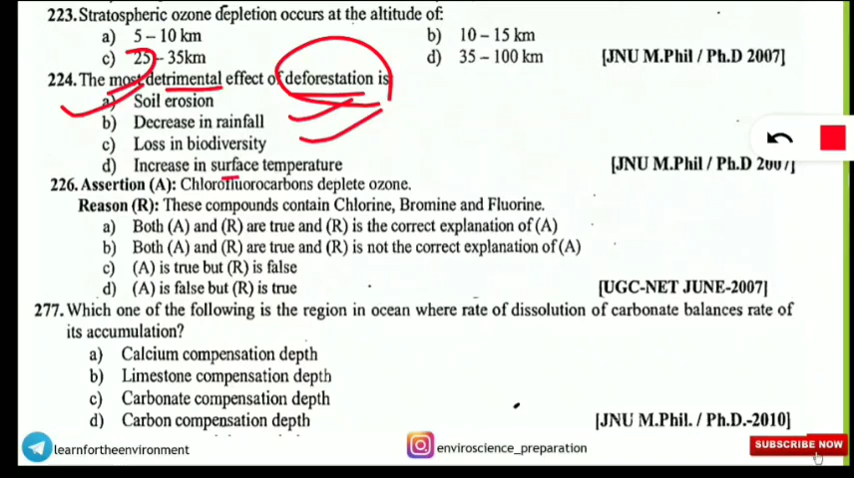 223. Stratospheric ozone depletion occurs at the altitude of:
a) 5 – 10 km
b) 10 – 15 km
c) 25 – 35km
d) 35 – 100 km [JNU M.Phil / Ph.D 2007]
224. The most detrimental effect of deforestation is
a) Soil erosion
b) Decrease in rainfall
c) Loss in biodiversity
d) Increase in surface temperature [JNU M.Phil / Ph.D 2007]
226. Assertion (A): Chlorofluorocarbons deplete ozone.
Reason (R): These compounds contain Chlorine, Bromine and Fluorine.
a) Both (A) and (R) are true and (R) is the correct explanation of (A)
b) Both (A) and (R) are true and (R) is not the correct explanation of (A)
c) (A) is true but (R) is false
d) (A) is false but (R) is true [UGC-NET JUNE-2007]
277. Which one of the following is the region in ocean where rate of dissolution of carbonate balances rate of
its accumulation?
a) Calcium compensation depth
b) Limestone compensation depth
c) Carbonate compensation depth
d) Carbon compensation depth [JNU M.Phil. / Ph.D.-2010]
learnfortheenvironment
enviroscience_preparation
SUBSCRIBE NOW